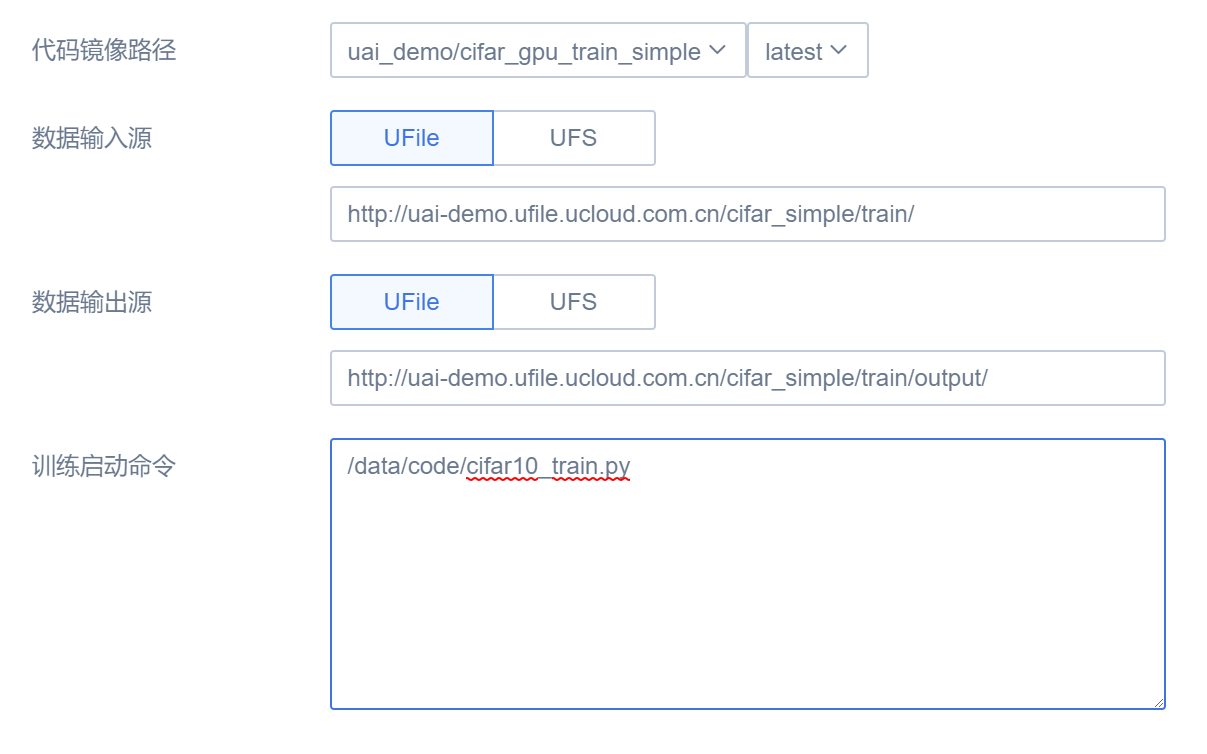 代码镜像路径 uai_demo/cifar_gpu_train_simple latest
数据输入源 UFile UFS
http://uai-demo.ufile.ucloud.com.cn/cifar_simple/train/
数据输出源 UFile UFS
http://uai-demo.ufile.ucloud.com.cn/cifar_simple/train/output/
训练启动命令 /data/code/cifar10_train.py